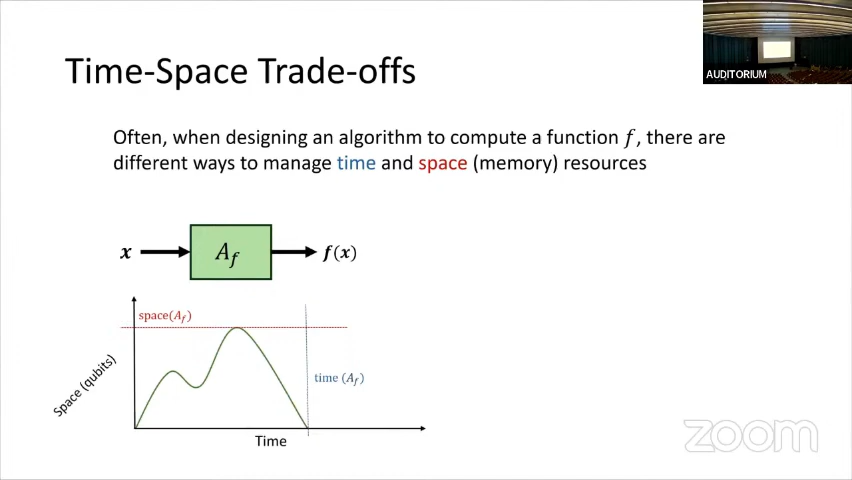 AUDITORIUM
Time-Space Trade-offs
Often, when designing an algorithm to compute a function f, there are
different ways to manage time and space (memory) resources
x A_f f(x)
space(A_f)
time (A_f)
Space (qubits)
Time
zoom